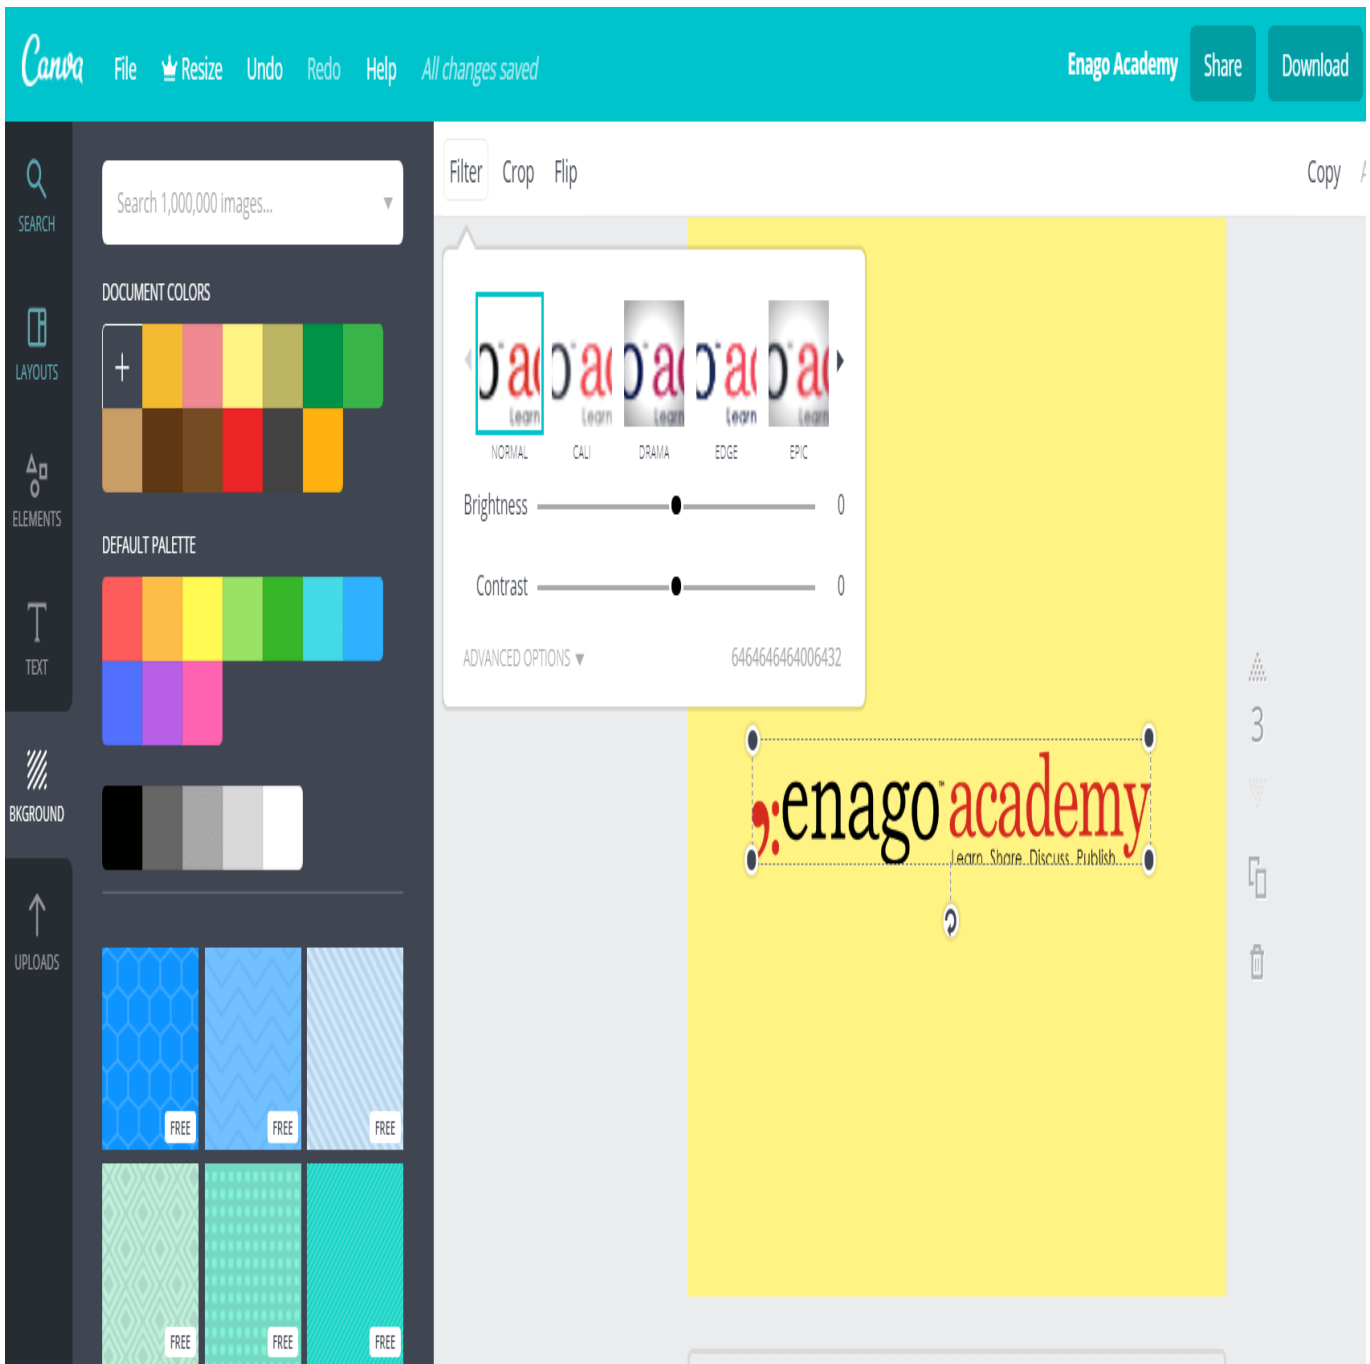 Canva File Resize Undo Redo Help All changes saved Enago Academy Share Download
SEARCH
LAYOUTS
ELEMENTS
TEXT
BKGROUND
UPLOADS
Search 1,000,000 images...
DOCUMENT COLORS
+
DEFAULT PALETTE
FREE FREE FREE
FREE FREE FREE
Filter Crop Flip Copy
NORMAL CALI DRAMA EDGE EPIC
Brightness 0
Contrast 0
ADVANCED OPTIONS ▼ 6464646464006432
enago™ academy
Learn. Share. Discuss. Publish.
3